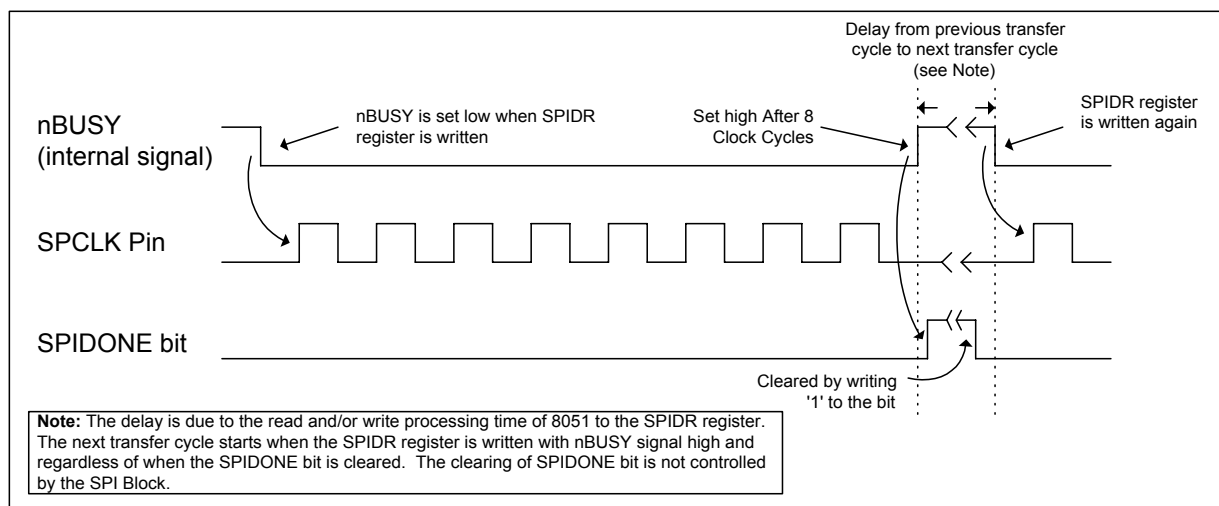 Delay from previous transfer
cycle to next transfer cycle
(see Note)
nBUSY
(internal signal)
nBUSY is set low when SPIDR
register is written
Set high After 8
Clock Cycles
SPIDR register
is written again
SPCLK Pin
SPIDONE bit
Cleared by writing
'1' to the bit
Note: The delay is due to the read and/or write processing time of 8051 to the SPIDR register.
The next transfer cycle starts when the SPIDR register is written with nBUSY signal high and
regardless of when the SPIDONE bit is cleared. The clearing of SPIDONE bit is not controlled
by the SPI Block.